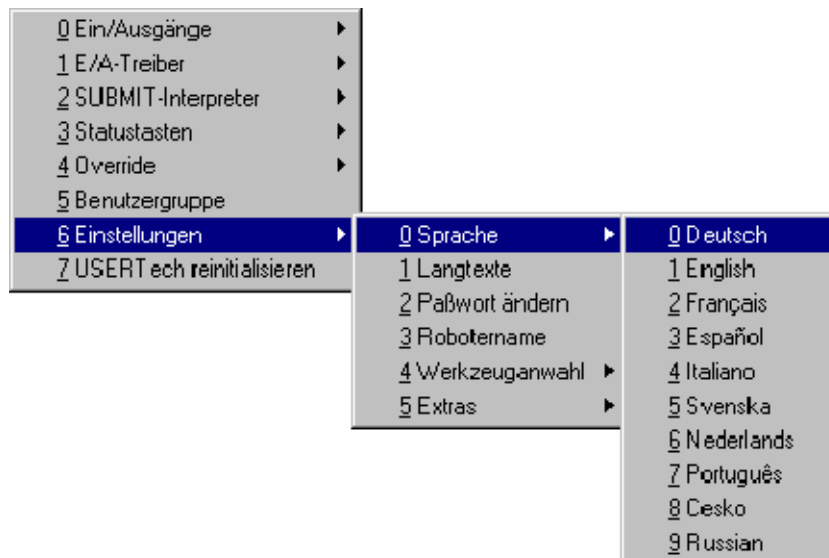 0 Ein/Ausgänge
1 E/A-Treiber
2 SUBMIT-Interpreter
3 Statustasten
4 Override
5 Benutzergruppe
6 Einstellungen
7 USERTech reinitialisieren
0 Sprache
1 Langtexte
2 Paßwort ändern
3 Robotername
4 Werkzeuganwahl
5 Extras
0 Deutsch
1 English
2 Français
3 Español
4 Italiano
5 Svenska
6 Nederlands
7 Português
8 Cesko
9 Russian